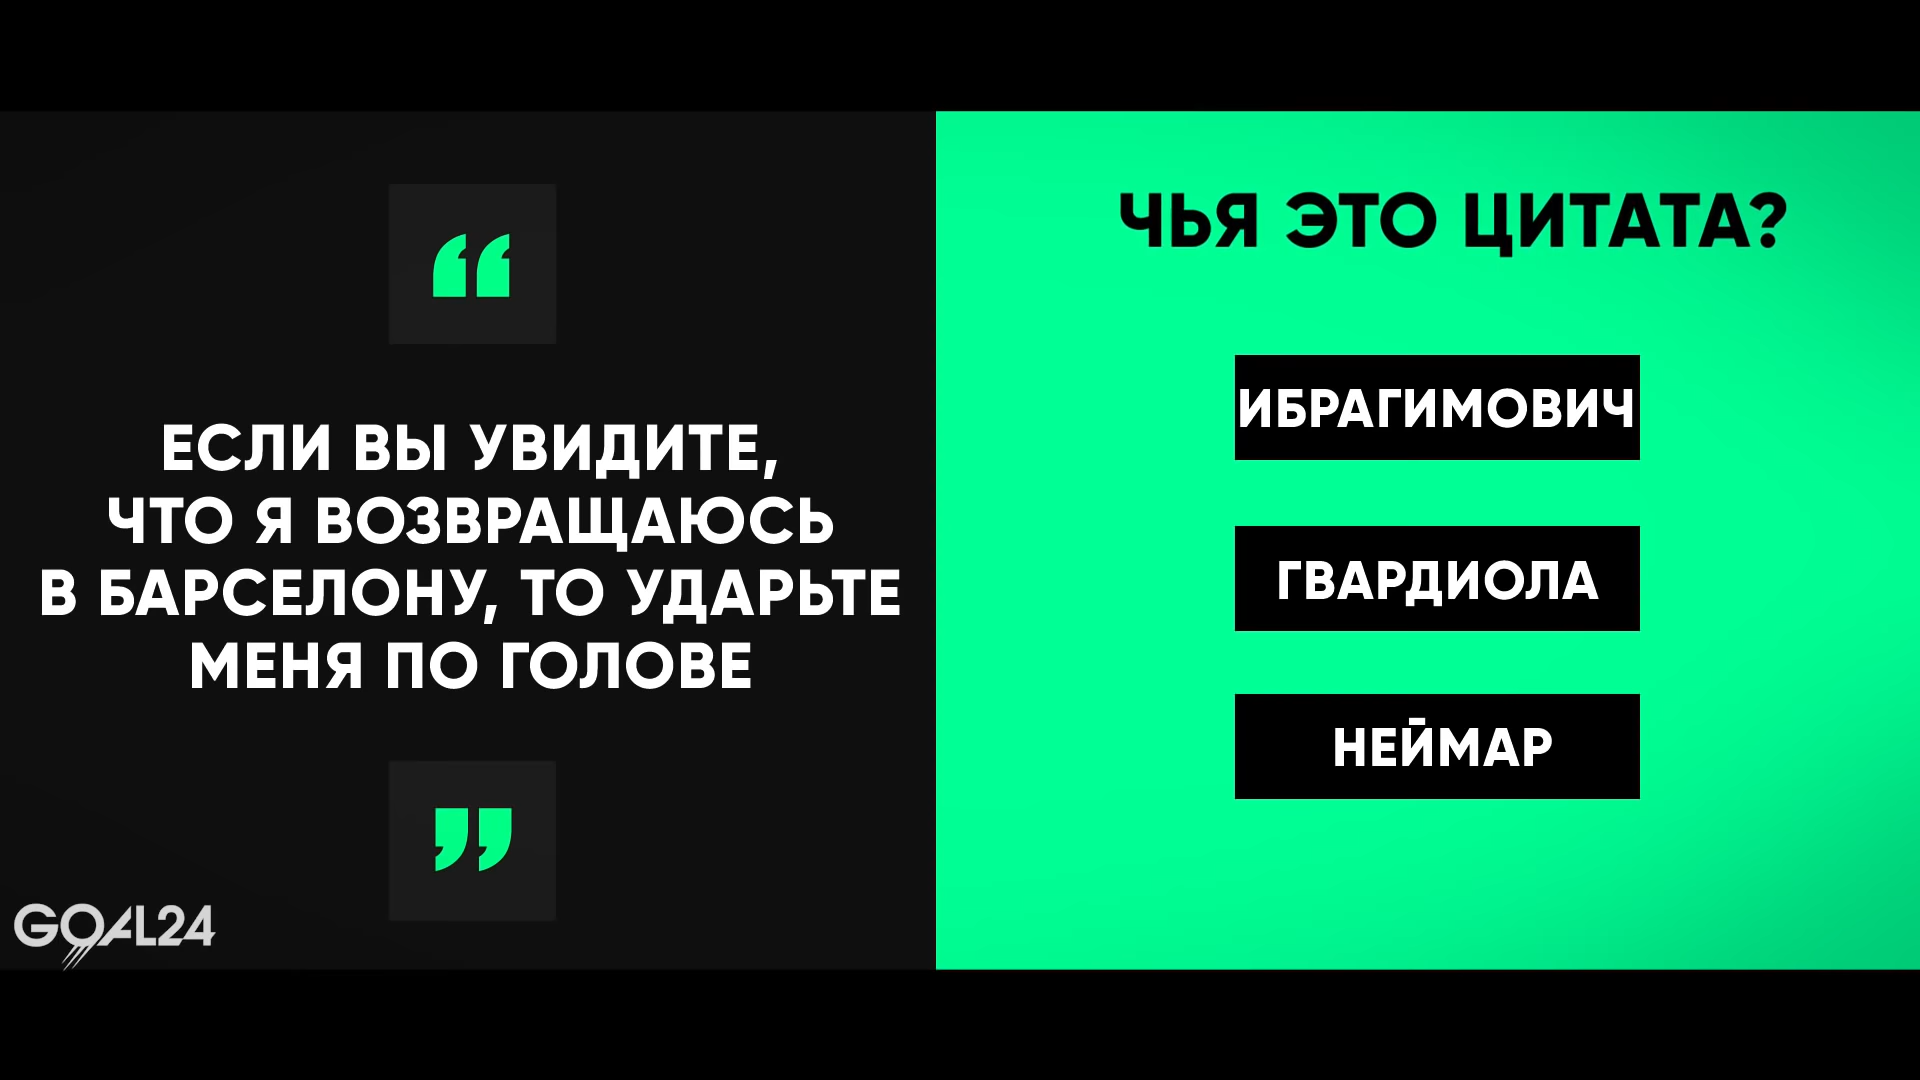 ЕСЛИ ВЫ УВИДИТЕ,
ЧТО Я ВОЗВРАЩАЮСЬ
В БАРСЕЛОНУ, ТО УДАРЬТЕ
МЕНЯ ПО ГОЛОВЕ
GOAL24
ЧЬЯ ЭТО ЦИТАТА?
ИБРАГИМОВИЧ
ГВАРДИОЛА
НЕЙМАР